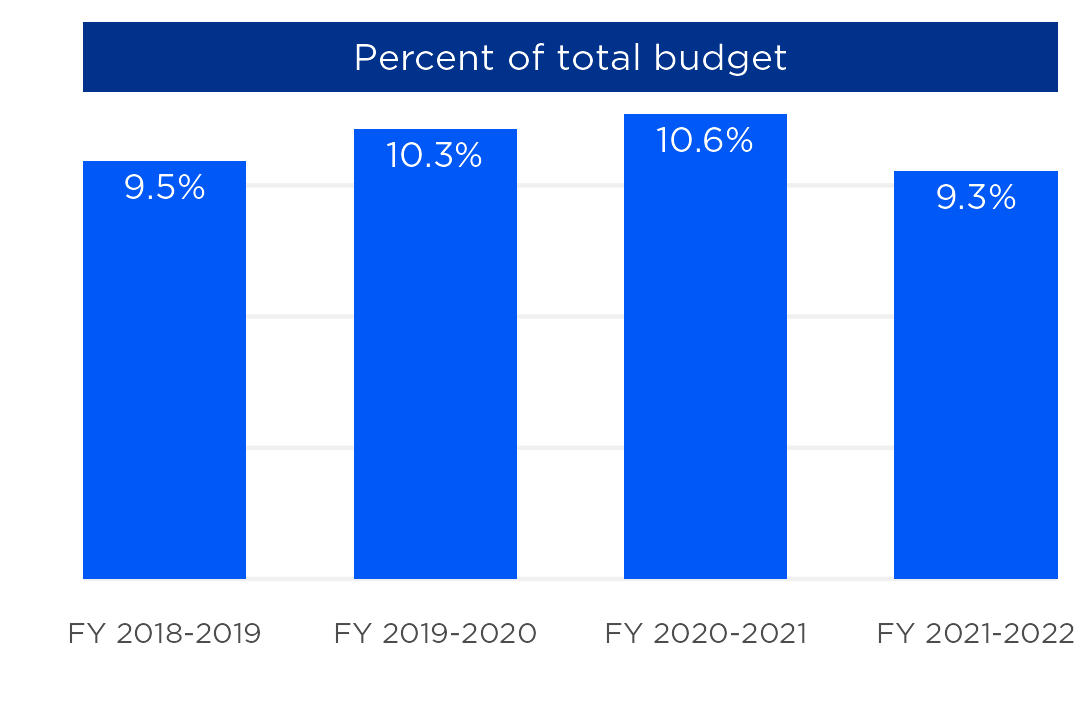 Percent of total budget
9.5%
10.3%
10.6%
9.3%
FY 2018-2019
FY 2019-2020
FY 2020-2021
FY 2021-2022